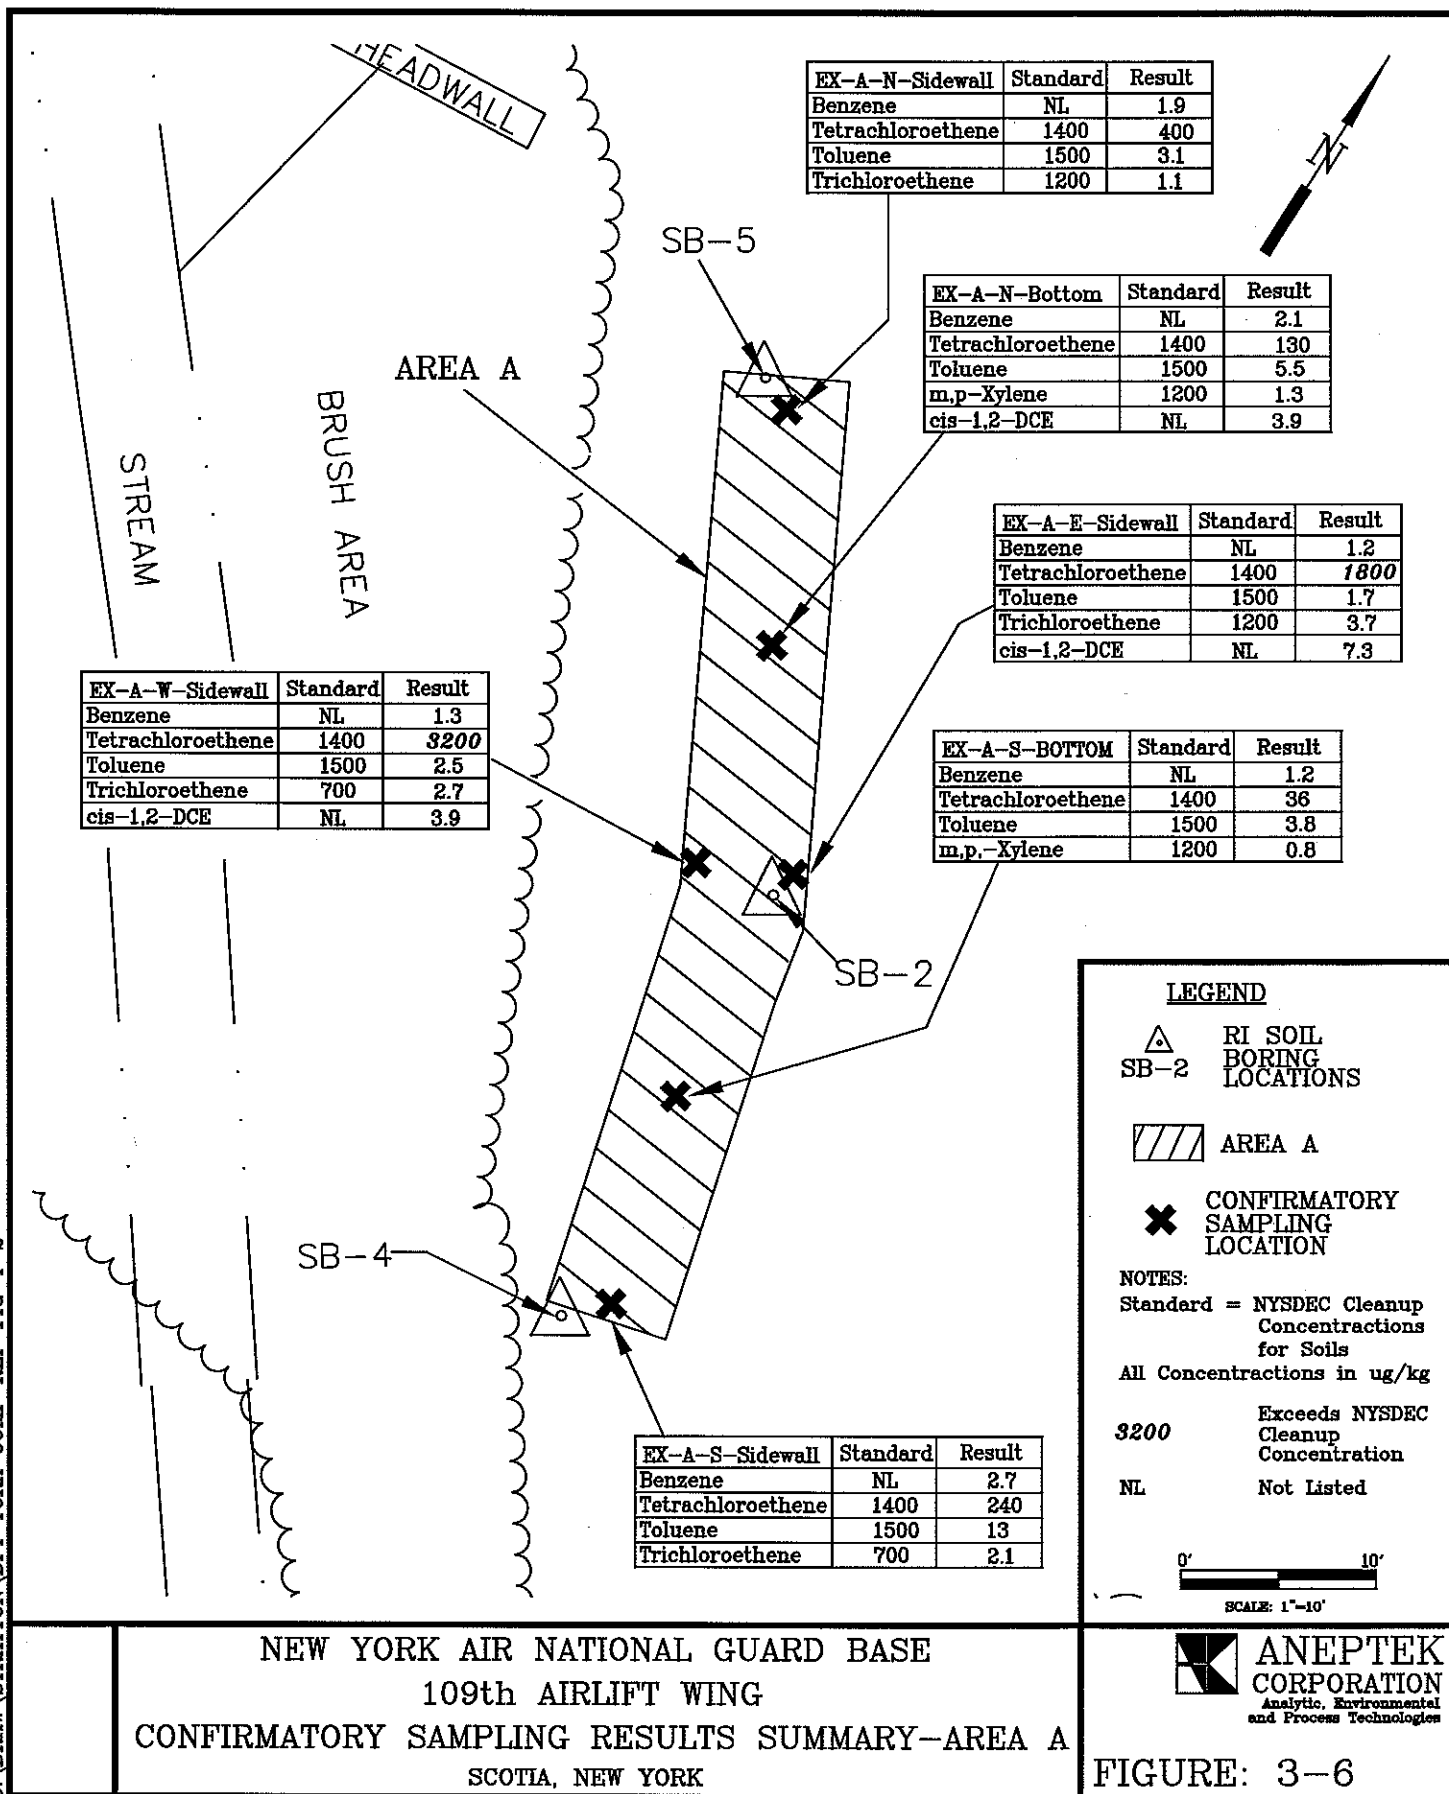 HEADWALL
EX-A-N-Sidewall Standard Result
Benzene NL 1.9
Tetrachloroethene 1400 400
Toluene 1500 3.1
Trichloroethene 1200 1.1
N
SB-5
EX-A-N-Bottom Standard Result
Benzene NL 2.1
Tetrachloroethene 1400 130
Toluene 1500 5.5
m,p-Xylene 1200 1.3
cis-1,2-DCE NL 3.9
AREA A
BRUSH AREA
STREAM
EX-A-E-Sidewall Standard Result
Benzene NL 1.2
Tetrachloroethene 1400 1800
Toluene 1500 1.7
Trichloroethene 1200 3.7
cis-1,2-DCE NL 7.3
EX-A-W-Sidewall Standard Result
Benzene NL 1.3
Tetrachloroethene 1400 3200
Toluene 1500 2.5
Trichloroethene 700 2.7
cis-1,2-DCE NL 3.9
EX-A-S-BOTTOM Standard Result
Benzene NL 1.2
Tetrachloroethene 1400 36
Toluene 1500 3.8
m,p,-Xylene 1200 0.8
SB-2
SB-4
EX-A-S-Sidewall Standard Result
Benzene NL 2.7
Tetrachloroethene 1400 240
Toluene 1500 13
Trichloroethene 700 2.1
LEGEND
SB-2 RI SOIL
BORING
LOCATIONS
AREA A
CONFIRMATORY
SAMPLING
LOCATION
NOTES:
Standard = NYSDEC Cleanup
Concentractions
for Soils
All Concentractions in ug/kg
3200 Exceeds NYSDEC
Cleanup
Concentration
NL Not Listed
0' 10'
SCALE: 1"-10'
NEW YORK AIR NATIONAL GUARD BASE
109th AIRLIFT WING
CONFIRMATORY SAMPLING RESULTS SUMMARY-AREA A
SCOTIA, NEW YORK
ANEPTEK
CORPORATION
Analytic, Environmental
and Process Technologies
FIGURE: 3-6